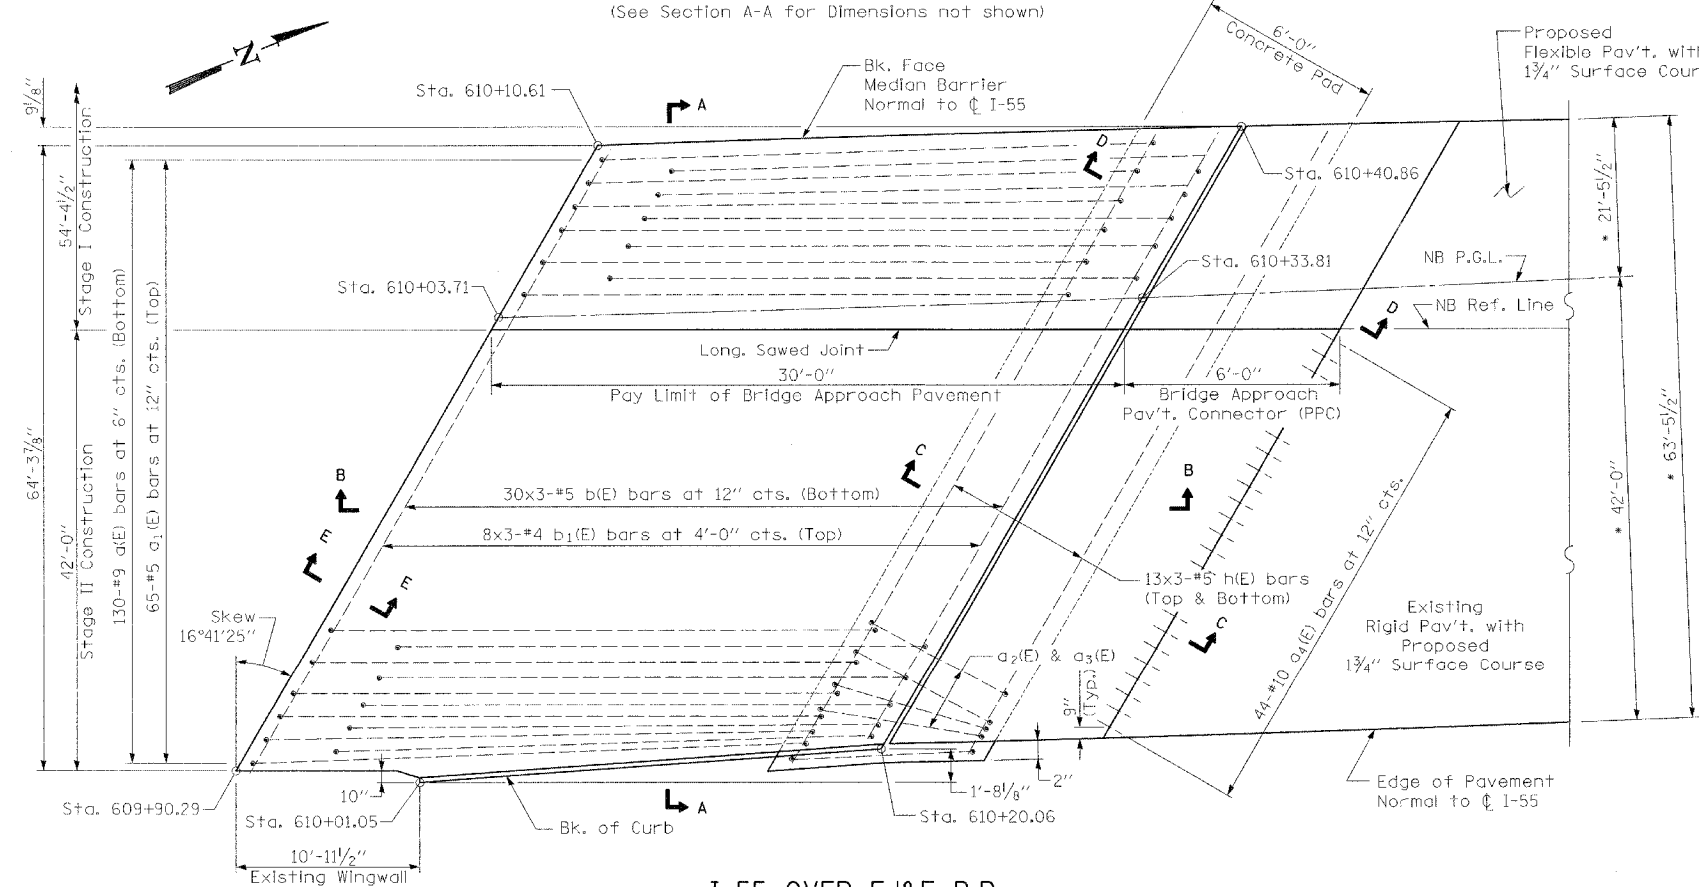 (See Section A-A for Dimensions not shown)
N
6'-0"
Concrete Pad
Proposed
Flexible Pav't. with
1¾" Surface Cour
Bk. Face
Median Barrier
Normal to ℄ I-55
Sta. 610+10.61
A
9⅛"
D
Sta. 610+40.86
54'-4½"
Stage I Construction
* 21'-5½"
Sta. 610+33.81
NB P.G.L.
Sta. 610+03.71
NB Ref. Line
D
Long. Sawed Joint
30'-0"
Pay Limit of Bridge Approach Pavement
6'-0"
Bridge Approach
Pav't. Connector (PPC)
130-#9 a(E) bars at 6" cts. (Bottom)
65-#5 a₁(E) bars at 12" cts. (Top)
64'-3⅞"
42'-0"
Stage II Construction
* 42'-0"
* 63'-5½"
B
C
B
30x3-#5 b(E) bars at 12" cts. (Bottom)
8x3-#4 b₁(E) bars at 4'-0" cts. (Top)
E
E
13x3-#5 h(E) bars
(Top & Bottom)
C
44-#10 a₄(E) bars at 12" cts.
Existing
Rigid Pav't. with
Proposed
1¾" Surface Course
Skew
16°41'25"
a₂(E) & a₃(E)
9"
(Typ.)
10"
2"
1'-8⅛"
Sta. 609+90.29
Sta. 610+01.05
Bk. of Curb
A
Sta. 610+20.06
Edge of Pavement
Normal to ℄ I-55
10'-11½"
Existing Wingwall